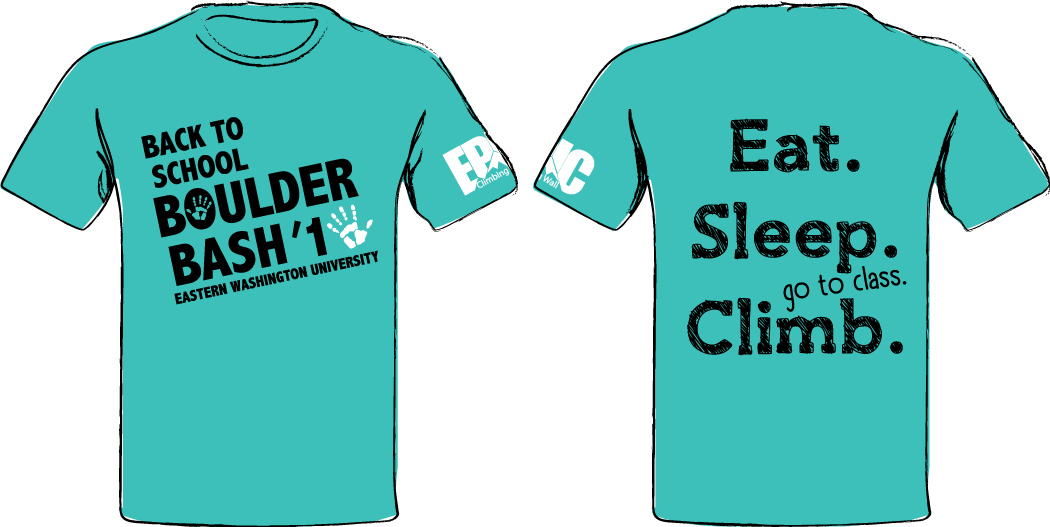 BACK TO
SCHOOL
BOULDER
BASH '1
EASTERN WASHINGTON UNIVERSITY
EP
Climbing
IC
Wall
Eat.
Sleep.
go to class.
Climb.